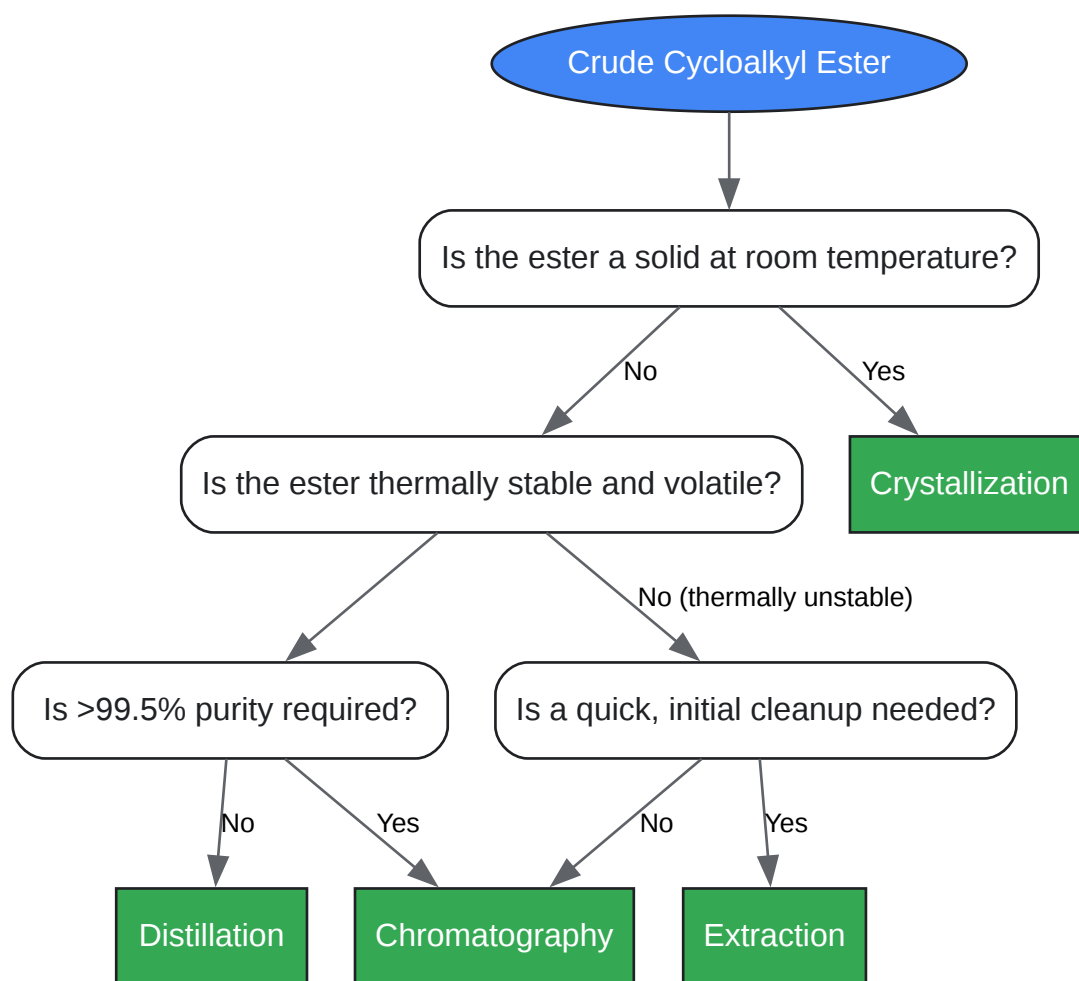 Crude Cycloalkyl Ester
Is the ester a solid at room temperature?
No
Yes
Is the ester thermally stable and volatile?
Crystallization
No (thermally unstable)
Is >99.5% purity required?
Is a quick, initial cleanup needed?
No
Yes
No
Yes
Distillation
Chromatography
Extraction